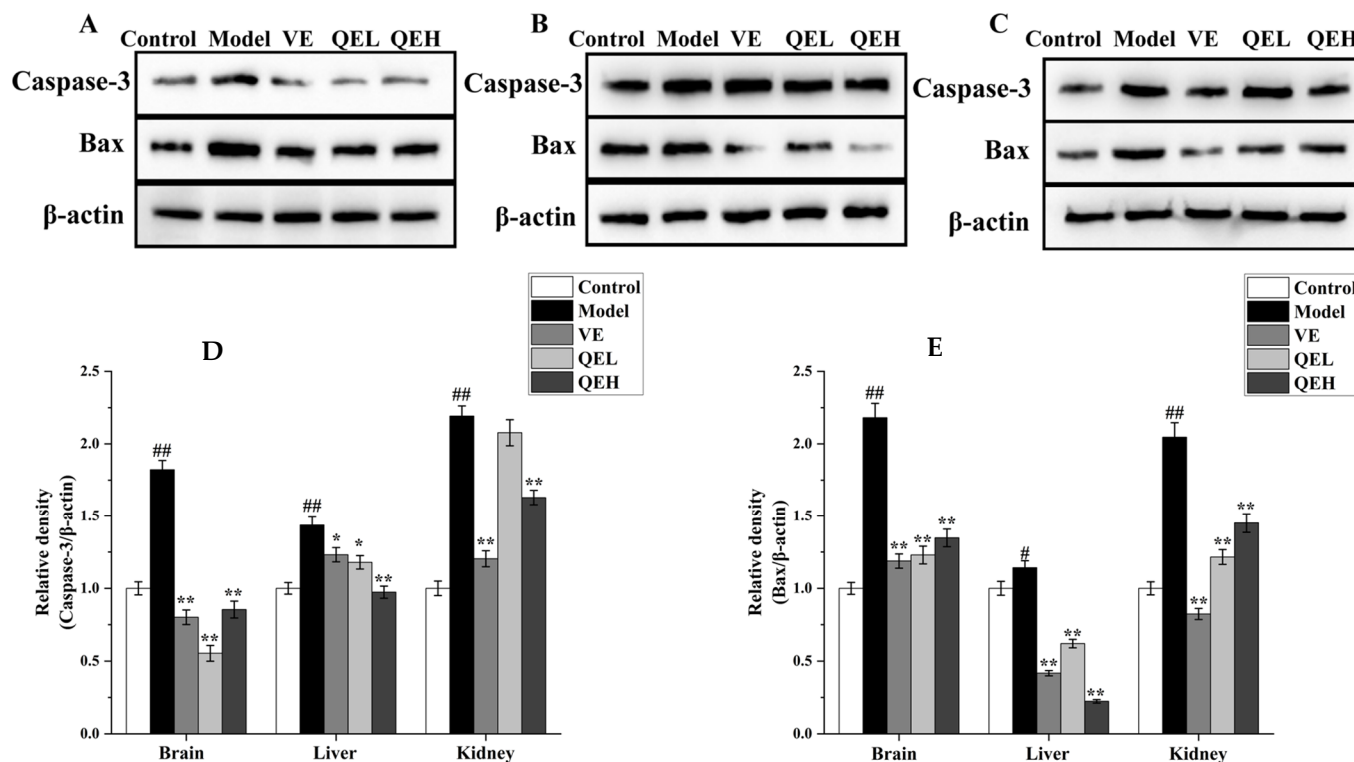 A
Control Model VE QEL QEH
Caspase-3
Bax
β-actin
B
Control Model VE QEL QEH
Caspase-3
Bax
β-actin
C
Control Model VE QEL QEH
Caspase-3
Bax
β-actin
D
Control
Model
VE
QEL
QEH
Relative density
(Caspase-3/β-actin)
2.5
2.0
1.5
1.0
0.5
0.0
##
**
**
**
##
*
*
**
##
**
**
Brain Liver Kidney
E
Control
Model
VE
QEL
QEH
Relative density
(Bax/β-actin)
2.5
2.0
1.5
1.0
0.5
0.0
##
**
**
**
#
**
**
**
##
**
**
**
Brain Liver Kidney